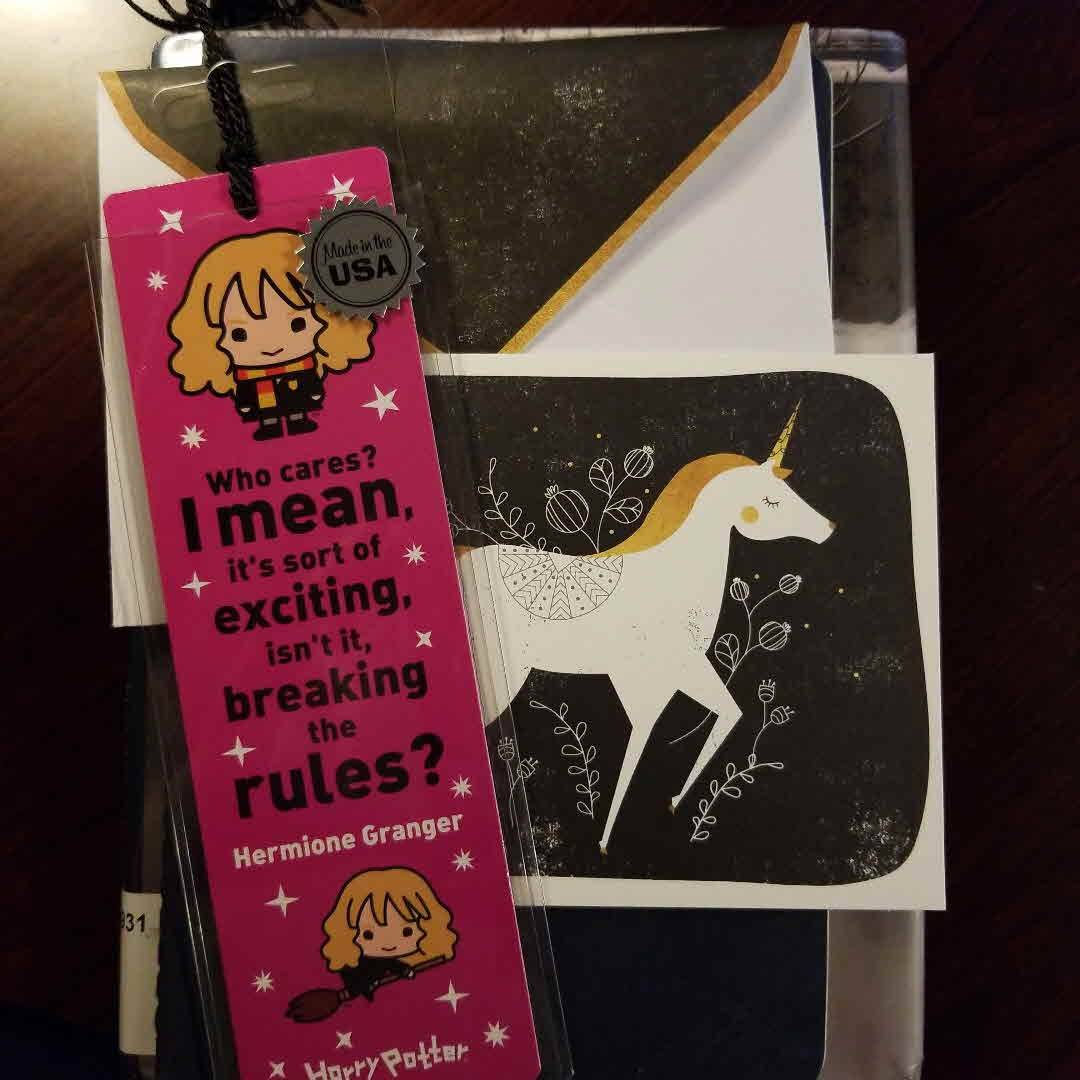 Made in the
USA
Who cares?
I mean,
it's sort of
exciting,
isn't it,
breaking
the
rules?
Hermione Granger
931
Harry Potter